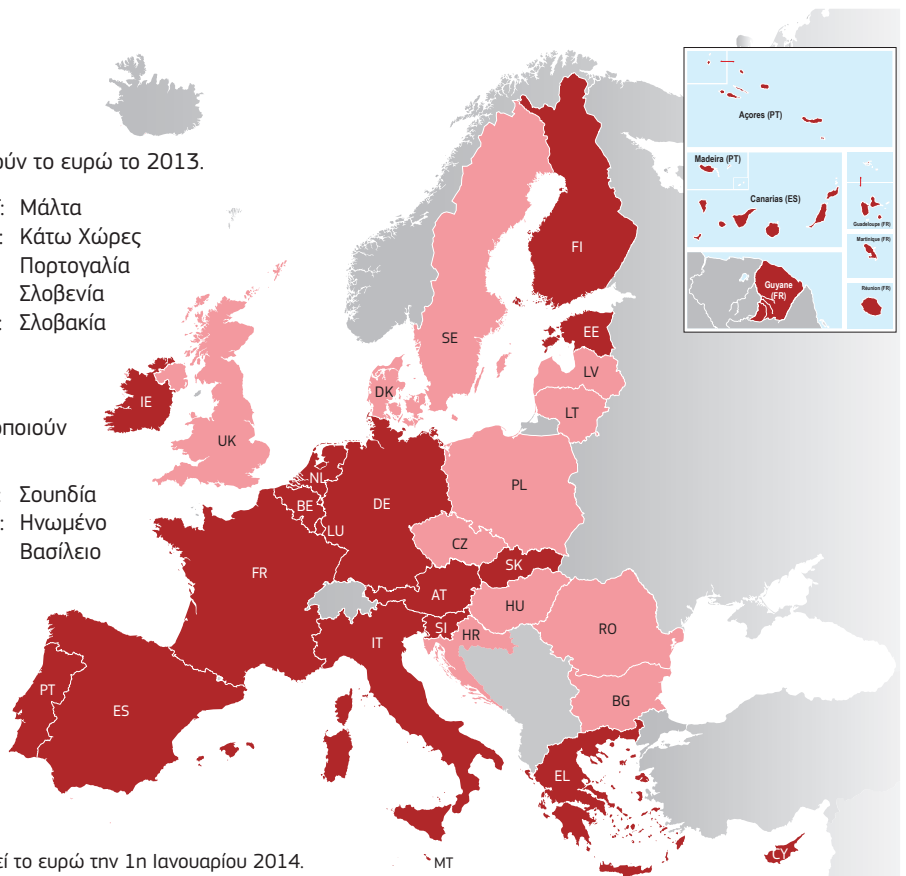 ούν το ευρώ το 2013.
: Μάλτα
: Κάτω Χώρες
Πορτογαλία
Σλοβενία
: Σλοβακία
οποιούν
: Σουηδία
: Ηνωμένο
Βασίλειο
εί το ευρώ την 1η Ιανουαρίου 2014.
FI
SE
EE
LV
LT
DK
IE
UK
NL
BE
LU
DE
PL
CZ
SK
FR
AT
HU
SI
HR
IT
RO
BG
PT
ES
EL
MT
CY
Açores (PT)
Madeira (PT)
Canarias (ES)
Guadeloupe (FR)
Martinique (FR)
Guyane
(FR)
Réunion (FR)